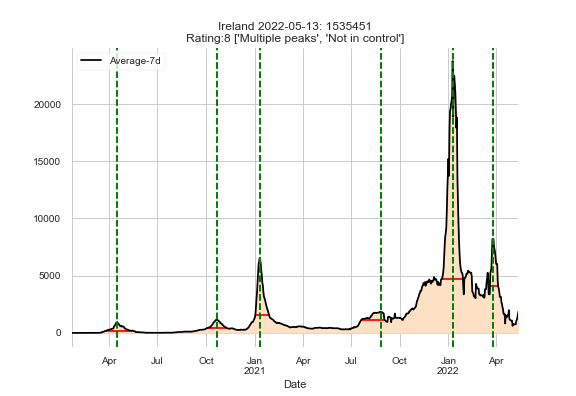 Ireland 2022-05-13: 1535451
Rating:8 ['Multiple peaks', 'Not in control']
Average-7d
20000
15000
10000
5000
0
Apr
Jul
Oct
Jan
2021
Apr
Jul
Oct
Jan
2022
Apr
Date